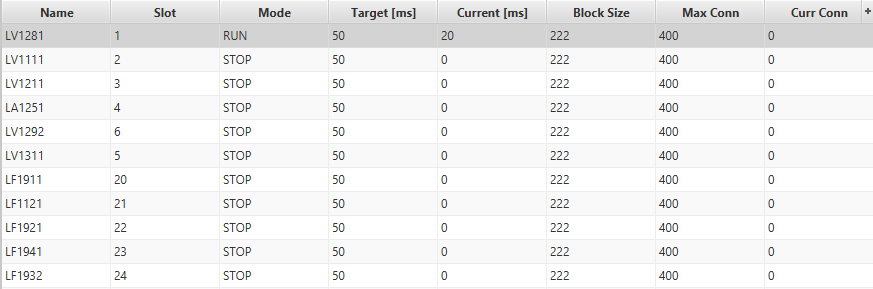 Name Slot Mode Target [ms] Current [ms] Block Size Max Conn Curr Conn +
LV1281 1 RUN 50 20 222 400 0
LV1111 2 STOP 50 0 222 400 0
LV1211 3 STOP 50 0 222 400 0
LA1251 4 STOP 50 0 222 400 0
LV1292 6 STOP 50 0 222 400 0
LV1311 5 STOP 50 0 222 400 0
LF1911 20 STOP 50 0 222 400 0
LF1121 21 STOP 50 0 222 400 0
LF1921 22 STOP 50 0 222 400 0
LF1941 23 STOP 50 0 222 400 0
LF1932 24 STOP 50 0 222 400 0